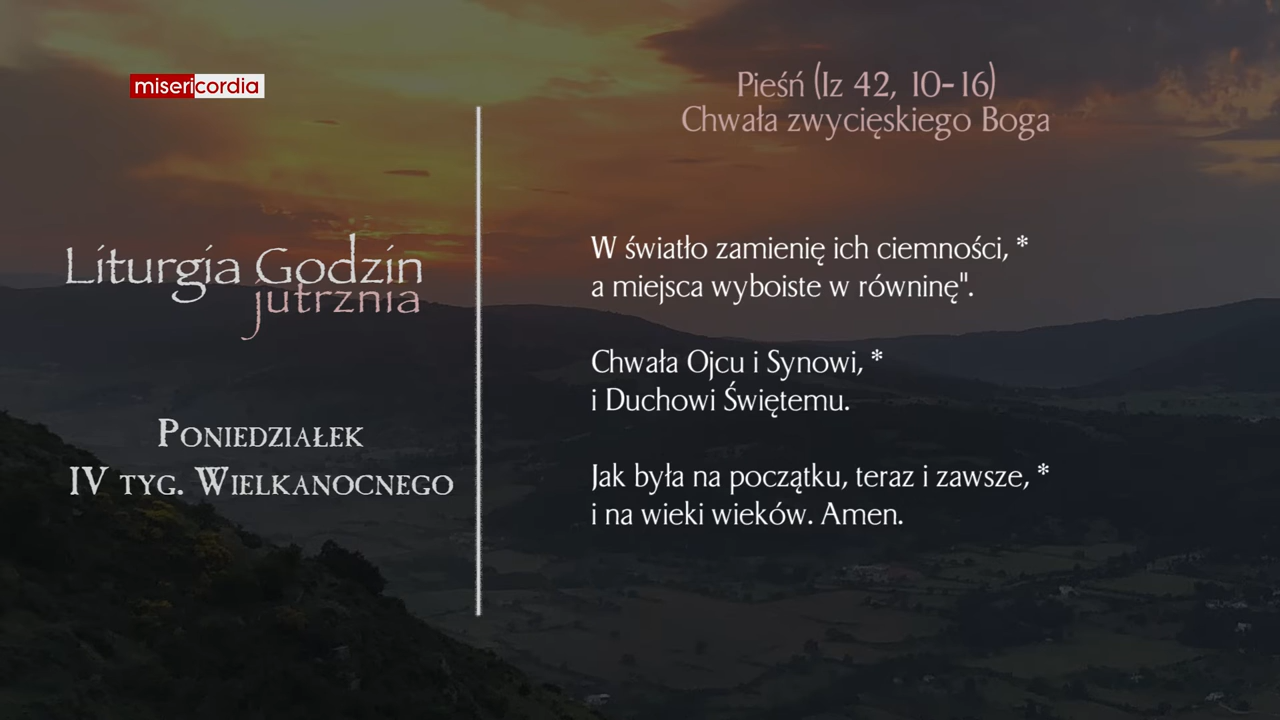 misericordia
Liturgia Godzin
jutrznia
Poniedziałek
IV tyg. Wielkanocnego
Pieśń (Iz 42, 10-16)
Chwała zwycięskiego Boga
W światło zamienię ich ciemności, *
a miejsca wyboiste w równinę".
Chwała Ojcu i Synowi, *
i Duchowi Świętemu.
Jak była na początku, teraz i zawsze, *
i na wieki wieków. Amen.